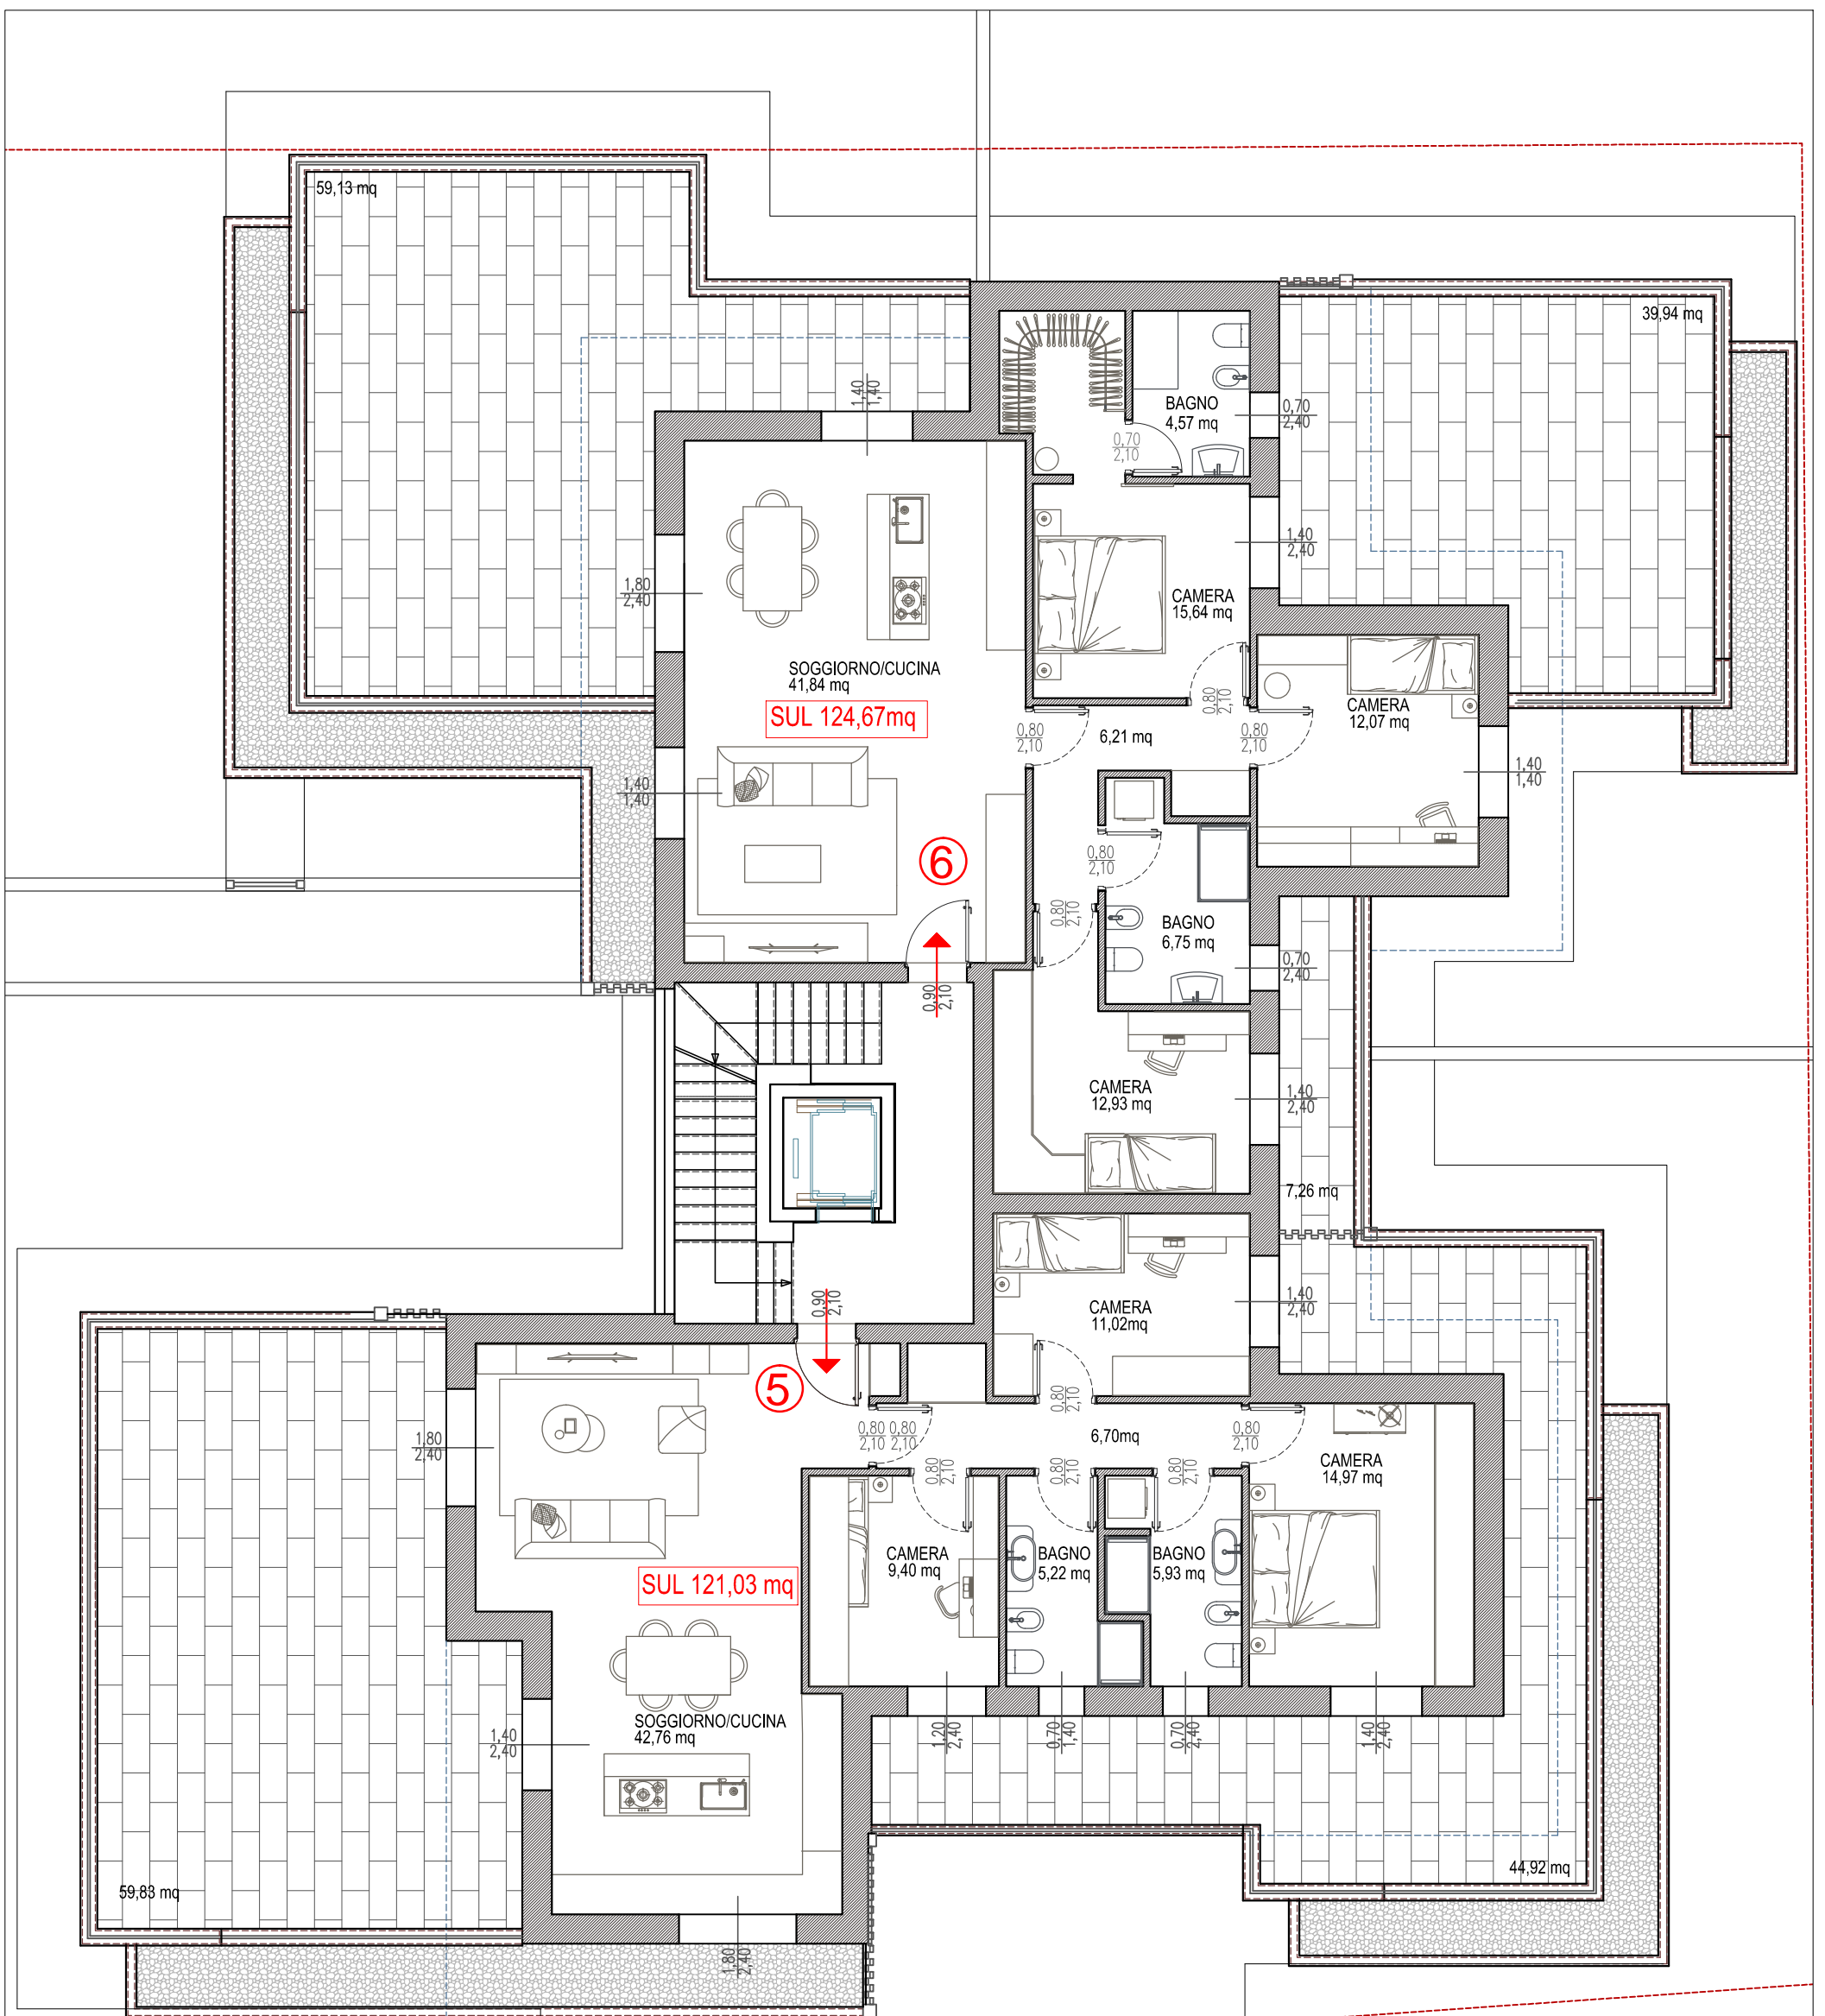 59,13 mq
39,94 mq
1,40
1,40
BAGNO
4,57 mq
0,70
2,40
0,70
2,10
1,40
2,40
1,80
2,40
CAMERA
15,64 mq
SOGGIORNO/CUCINA
41,84 mq
SUL 124,67mq
0,80
2,10
6,21 mq
0,80
2,10
0,80
2,10
CAMERA
12,07 mq
1,40
1,40
1,40
1,40
6
0,80
2,10
0,80
2,10
BAGNO
6,75 mq
0,70
2,40
0,90
2,10
CAMERA
12,93 mq
1,40
2,40
7,26 mq
0,90
2,10
CAMERA
11,02mq
1,40
2,40
5
0,80
2,10
1,80
2,40
0,80
2,10
0,80
2,10
6,70mq
0,80
2,10
CAMERA
14,97 mq
0,80
2,10
0,80
2,10
0,80
2,10
CAMERA
9,40 mq
BAGNO
5,22 mq
BAGNO
5,93 mq
SUL 121,03 mq
SOGGIORNO/CUCINA
42,76 mq
1,40
2,40
1,20
2,40
0,70
1,40
0,70
2,40
1,40
2,40
59,83 mq
44,92 mq
1,80
2,40